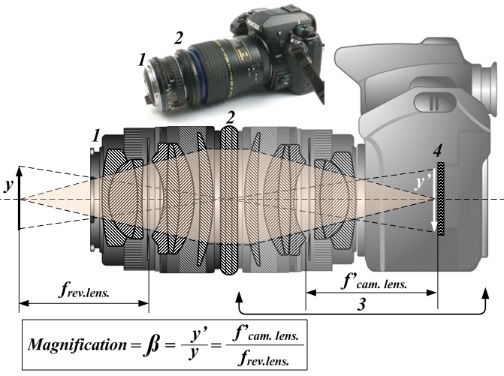 2
1
1
2
4
y
y'
f rev.lens.
f' cam. lens.
3
Magnification = β = y'/y = f' cam. lens. / f rev.lens.